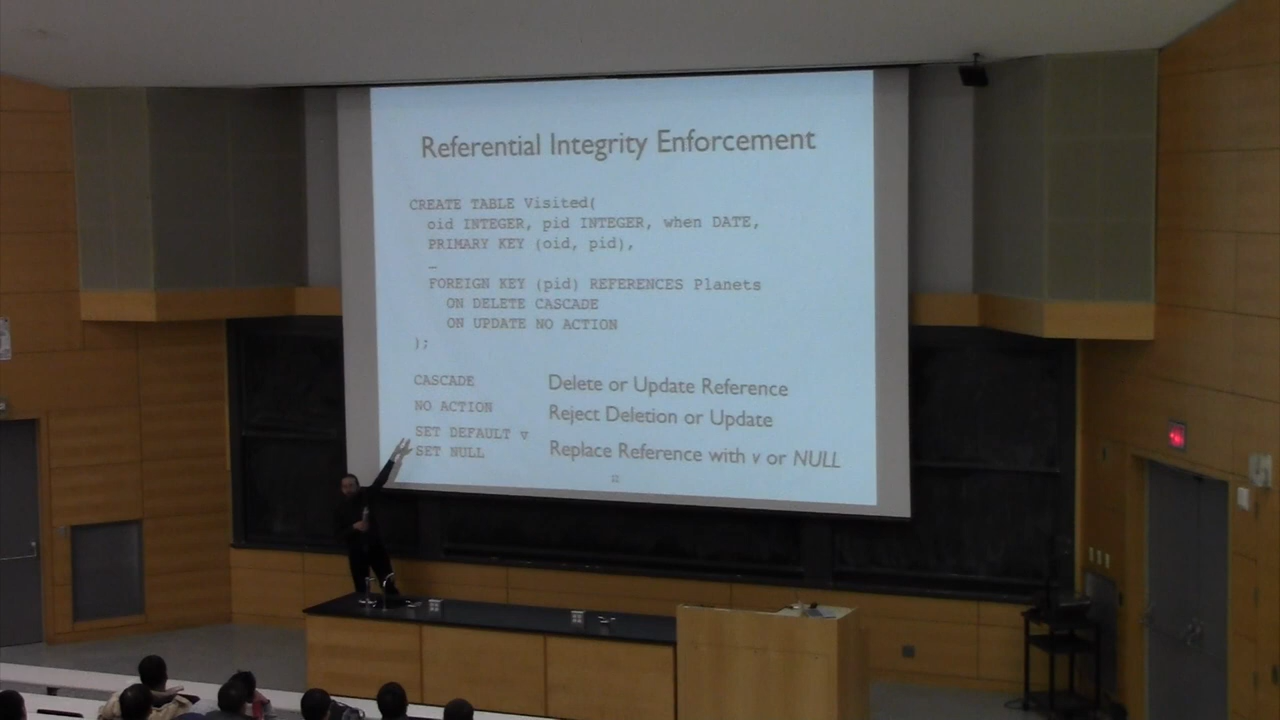 Referential Integrity Enforcement
CREATE TABLE Visited(
oid INTEGER, pid INTEGER, when DATE,
PRIMARY KEY (oid, pid),
…
FOREIGN KEY (pid) REFERENCES Planets
ON DELETE CASCADE
ON UPDATE NO ACTION
);
CASCADE Delete or Update Reference
NO ACTION Reject Deletion or Update
SET DEFAULT v
SET NULL Replace Reference with v or NULL